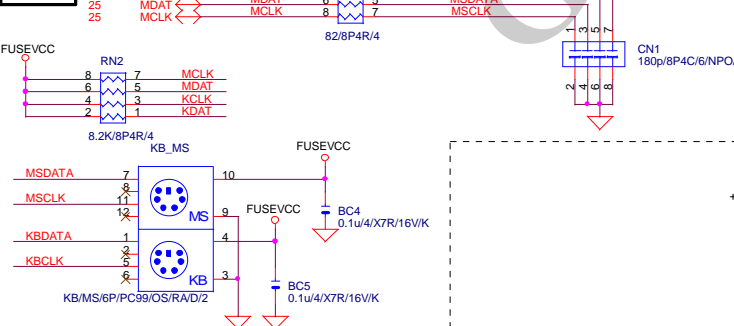 25 MDAT MDAT 6 5 MSDATA
25 MCLK MCLK 8 7 MSCLK
82/8P4R/4
1 3 5 7
CN1
180p/8P4C/6/NPO/
2 4 6 8
FUSEVCC
RN2
8 7 MCLK
6 5 MDAT
4 3 KCLK
2 1 KDAT
8.2K/8P4R/4
KB_MS
FUSEVCC
MSDATA 7 10
8
MSCLK 11
12 MS 9
BC4
0.1u/4/X7R/16V/K
FUSEVCC
KBDATA 1 4
2
KBCLK 5
6 KB 3
BC5
0.1u/4/X7R/16V/K
KB/MS/6P/PC99/OS/RA/D/2
+